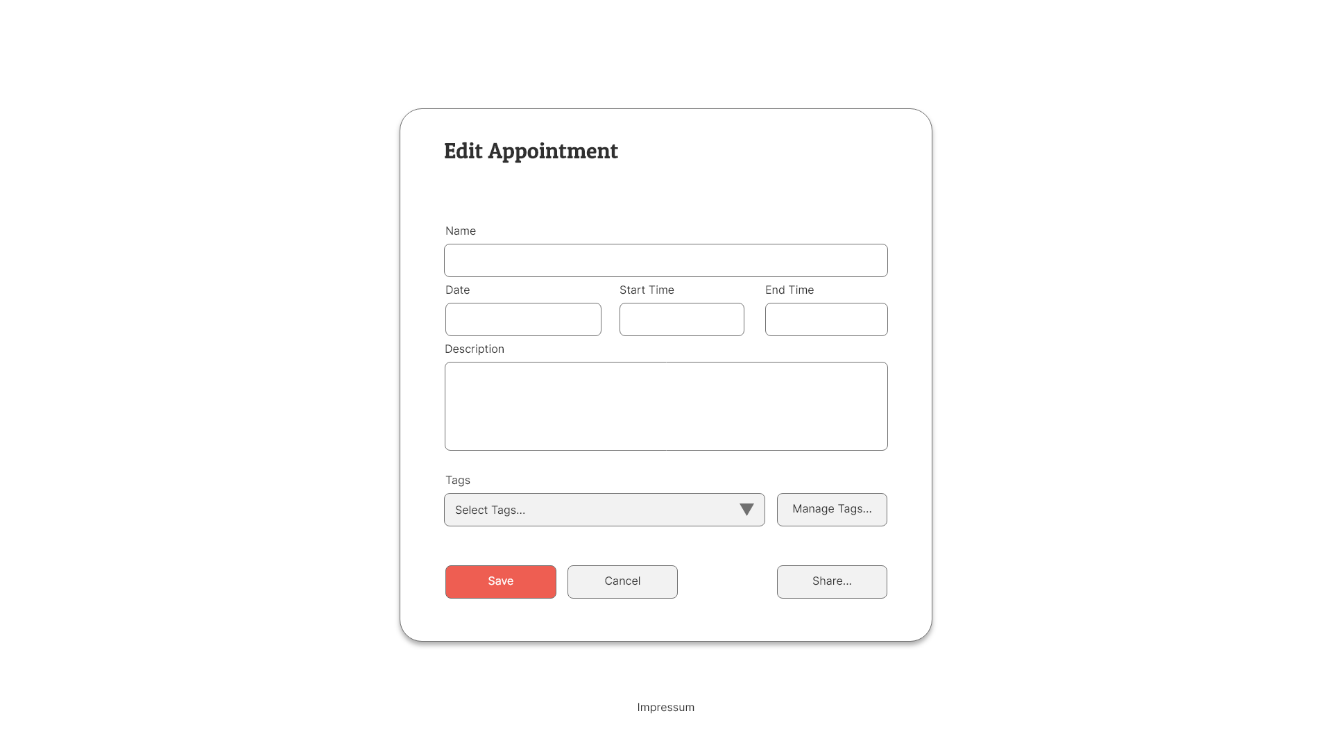 Edit Appointment
Name
Date Start Time End Time
Description
Tags
Select Tags... Manage Tags...
Save Cancel Share...
Impressum